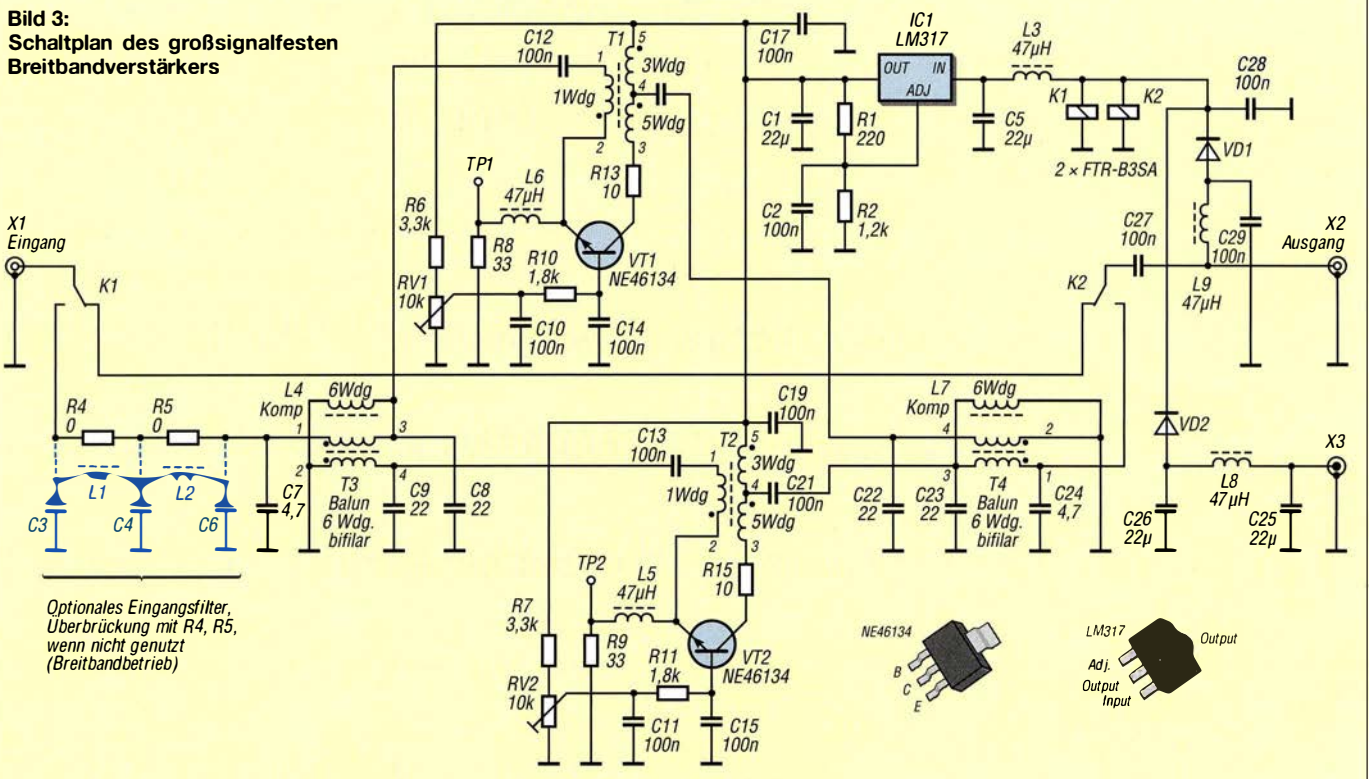 Bild 3:
Schaltplan des großsignalfesten
Breitbandverstärkers
C12
100n
T1
1
5
3Wdg
4
1Wdg
5Wdg
2
3
C17
100n
IC1
LM317
OUT
IN
ADJ
L3
47µH
C28
100n
K1
K2
C1
22µ
R1
220
C5
22µ
2 × FTR-B3SA
VD1
TP1
L6
47µH
R13
10
C2
100n
R2
1,2k
R6
3,3k
R8
33
R10
1,8k
VT1
NE46134
RV1
10k
C10
100n
C14
100n
C27
100n
C29
100n
L9
47µH
X2
Ausgang
X1
Eingang
K1
K2
R4
0
R5
0
L4
Komp
6Wdg
1
3
2
4
L1
L2
C3
C4
C6
C7
4,7
T3
Balun
6 Wdg.
bifilar
C9
22
C8
22
C13
100n
C19
100n
T2
1
5
3Wdg
4
1Wdg
5Wdg
2
3
C21
100n
L7
Komp
6Wdg
4
2
3
1
C22
22
C23
22
T4
Balun
6 Wdg.
bifilar
C24
4,7
VD2
L8
47µH
X3
C26
22µ
C25
22µ
Optionales Eingangsfilter,
Überbrückung mit R4, R5,
wenn nicht genutzt
(Breitbandbetrieb)
TP2
L5
47µH
R15
10
R7
3,3k
R9
33
R11
1,8k
VT2
NE46134
RV2
10k
C11
100n
C15
100n
NE46134
B
C
E
LM317
Output
Adj.
Output
Input